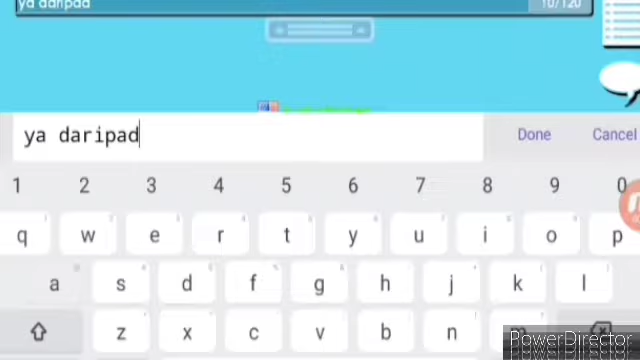 ya daripad
10/120
ya daripad
Done
Cancel
1 2 3 4 5 6 7 8 9 0
q w e r t y u i o p
a s d f g h j k l
z x c v b n m
PowerDirector